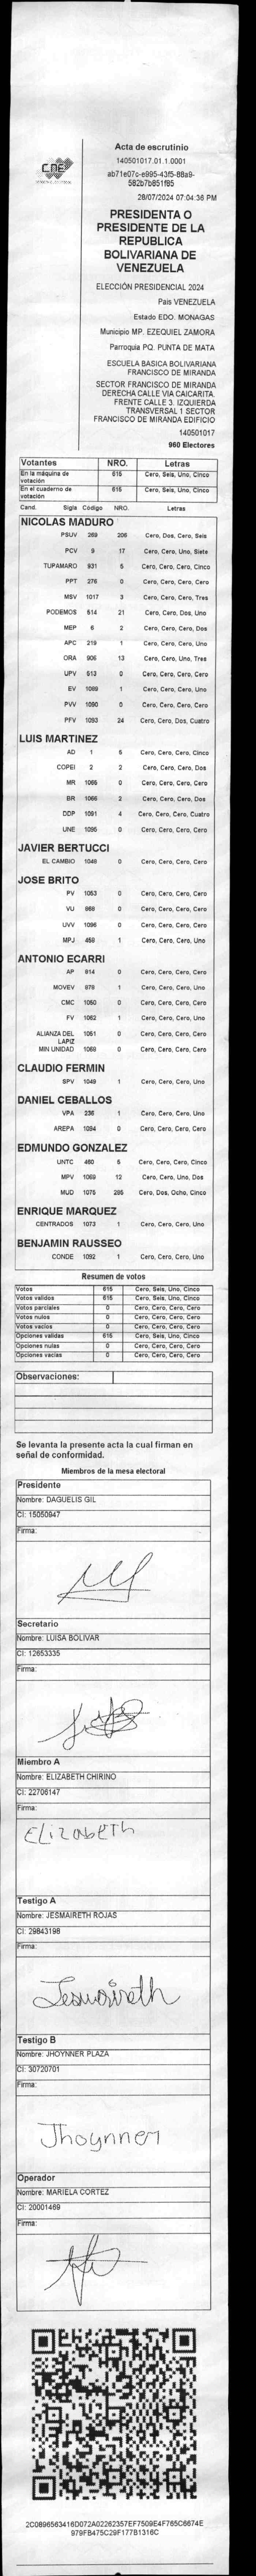 CNE
Acta de escrutinio
140501017.01.1.0001
ab71e07c-e995-43f5-88a9-
582b7b851f85
28/07/2024 07:04:36 PM
PRESIDENTA O
PRESIDENTE DE LA
REPUBLICA
BOLIVARIANA DE
VENEZUELA
ELECCIÓN PRESIDENCIAL 2024
Pais VENEZUELA
Estado EDO. MONAGAS
Municipio MP. EZEQUIEL ZAMORA
Parroquia PQ. PUNTA DE MATA
ESCUELA BASICA BOLIVARIANA
FRANCISCO DE MIRANDA
SECTOR FRANCISCO DE MIRANDA
DERECHA CALLE VIA CAICARITA.
FRENTE CALLE 3. IZQUIERDA
TRANSVERSAL 1 SECTOR
FRANCISCO DE MIRANDA EDIFICIO
140501017
960 Electores
Votantes NRO. Letras
En la máquina de votación 615 Cero, Seis, Uno, Cinco
En el cuaderno de votación 615 Cero, Seis, Uno, Cinco
Cand. Sigla Código NRO. Letras
NICOLAS MADURO
PSUV 269 206 Cero, Dos, Cero, Seis
PCV 9 17 Cero, Cero, Uno, Siete
TUPAMARO 931 5 Cero, Cero, Cero, Cinco
PPT 276 0 Cero, Cero, Cero, Cero
MSV 1017 3 Cero, Cero, Cero, Tres
PODEMOS 514 21 Cero, Cero, Dos, Uno
MEP 6 2 Cero, Cero, Cero, Dos
APC 219 1 Cero, Cero, Cero, Uno
ORA 906 13 Cero, Cero, Uno, Tres
UPV 513 0 Cero, Cero, Cero, Cero
EV 1089 1 Cero, Cero, Cero, Uno
PVV 1090 0 Cero, Cero, Cero, Cero
PFV 1093 24 Cero, Cero, Dos, Cuatro
LUIS MARTINEZ
AD 1 5 Cero, Cero, Cero, Cinco
COPEI 2 2 Cero, Cero, Cero, Dos
MR 1065 0 Cero, Cero, Cero, Cero
BR 1066 2 Cero, Cero, Cero, Dos
DDP 1091 4 Cero, Cero, Cero, Cuatro
UNE 1095 0 Cero, Cero, Cero, Cero
JAVIER BERTUCCI
EL CAMBIO 1048 0 Cero, Cero, Cero, Cero
JOSE BRITO
PV 1053 0 Cero, Cero, Cero, Cero
VU 868 0 Cero, Cero, Cero, Cero
UVV 1096 0 Cero, Cero, Cero, Cero
MPJ 458 1 Cero, Cero, Cero, Uno
ANTONIO ECARRI
AP 814 0 Cero, Cero, Cero, Cero
MOVEV 878 1 Cero, Cero, Cero, Uno
CMC 1050 0 Cero, Cero, Cero, Cero
FV 1062 1 Cero, Cero, Cero, Uno
ALIANZA DEL LAPIZ 1051 0 Cero, Cero, Cero, Cero
MIN UNIDAD 1068 0 Cero, Cero, Cero, Cero
CLAUDIO FERMIN
SPV 1049 1 Cero, Cero, Cero, Uno
DANIEL CEBALLOS
VPA 236 1 Cero, Cero, Cero, Uno
AREPA 1094 0 Cero, Cero, Cero, Cero
EDMUNDO GONZALEZ
UNTC 480 5 Cero, Cero, Cero, Cinco
MPV 1069 12 Cero, Cero, Uno, Dos
MUD 1075 285 Cero, Dos, Ocho, Cinco
ENRIQUE MARQUEZ
CENTRADOS 1073 1 Cero, Cero, Cero, Uno
BENJAMIN RAUSSEO
CONDE 1092 1 Cero, Cero, Cero, Uno
Resumen de votos
Votos 615 Cero, Seis, Uno, Cinco
Votos validos 615 Cero, Seis, Uno, Cinco
Votos parciales 0 Cero, Cero, Cero, Cero
Votos nulos 0 Cero, Cero, Cero, Cero
Votos vacios 0 Cero, Cero, Cero, Cero
Opciones validas 615 Cero, Seis, Uno, Cinco
Opciones nulas 0 Cero, Cero, Cero, Cero
Opciones vacias 0 Cero, Cero, Cero, Cero
Observaciones:
Se levanta la presente acta la cual firman en
señal de conformidad.
Miembros de la mesa electoral
Presidente
Nombre: DAGUELIS GIL
CI: 15050947
Firma:
Secretario
Nombre: LUISA BOLIVAR
CI: 12653335
Firma:
Miembro A
Nombre: ELIZABETH CHIRINO
CI: 22706147
Firma:
ELizabETh
Testigo A
Nombre: JESMAIRETH ROJAS
CI: 29843198
Firma:
Jesmaireth
Testigo B
Nombre: JHOYNNER PLAZA
CI: 30720701
Firma:
Jhoynner
Operador
Nombre: MARIELA CORTEZ
CI: 20001469
Firma:
2C0896563416D072A02262357EF7509E4F765C6674E
979FB475C29F177B1316C